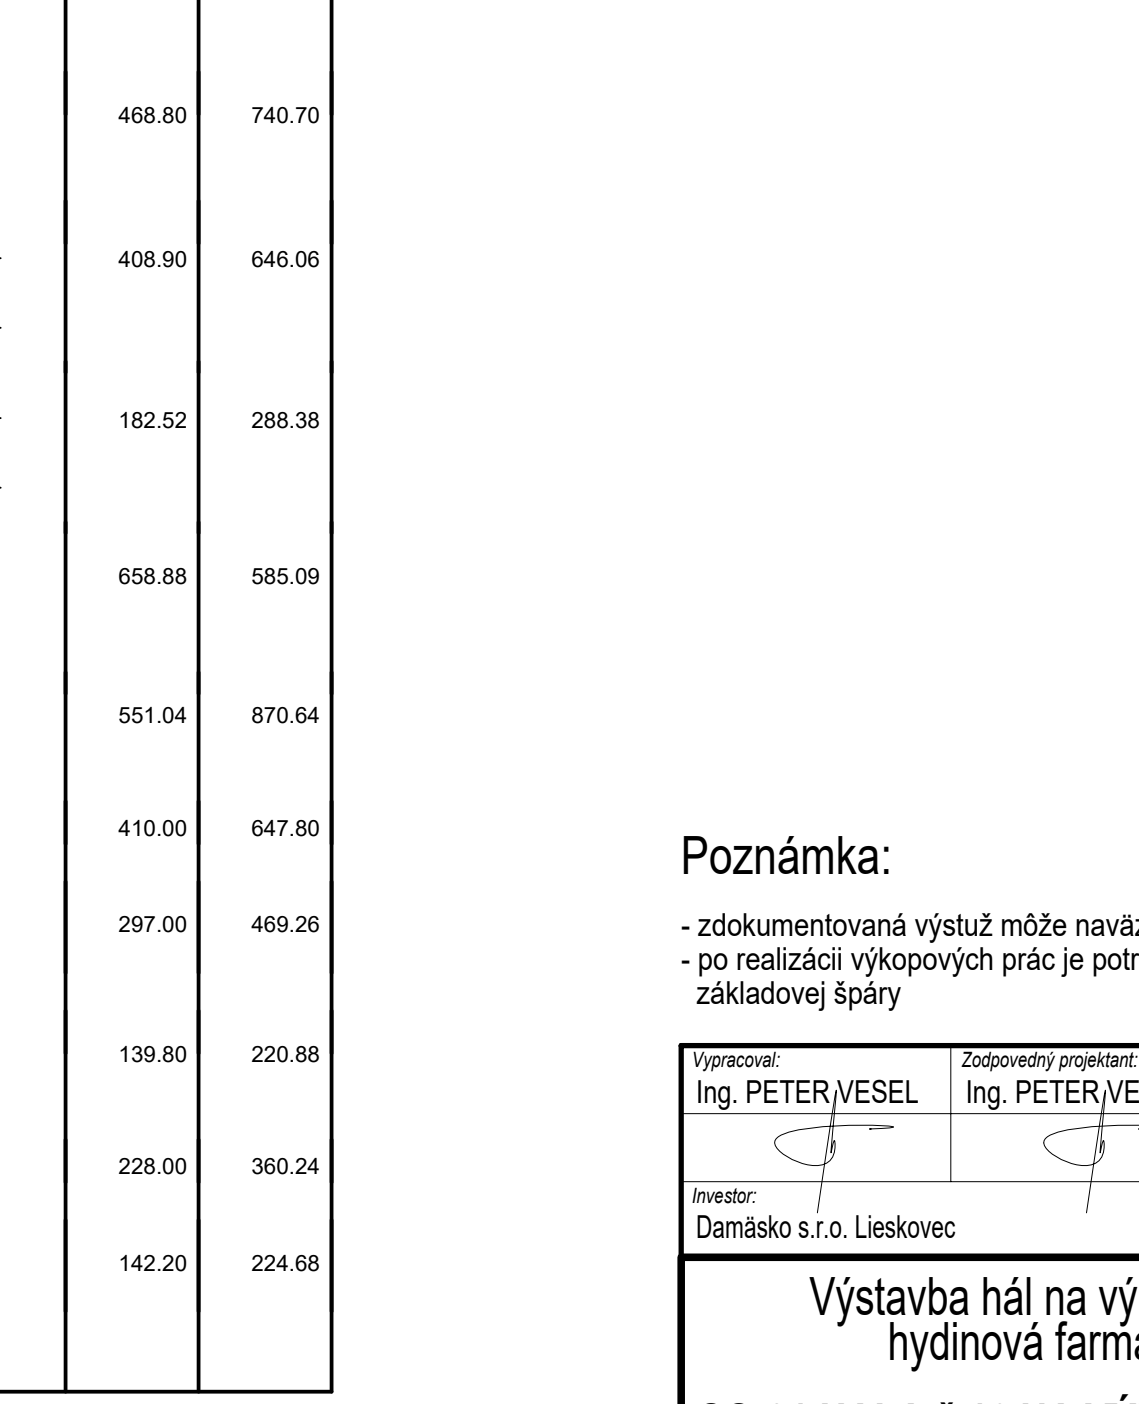 468.80 740.70
408.90 646.06
182.52 288.38
658.88 585.09
551.04 870.64
410.00 647.80
297.00 469.26
139.80 220.88
228.00 360.24
142.20 224.68
Poznámka:
- zdokumentovaná výstuž môže
- po realizácii výkopových prác je
základovej špáry
Vypracoval: Zodpovedný projektant:
Ing. PETER VESEL Ing. PETER
Investor:
Damäsko s.r.o. Lieskovec
Výstavba hál na
hydinová farma